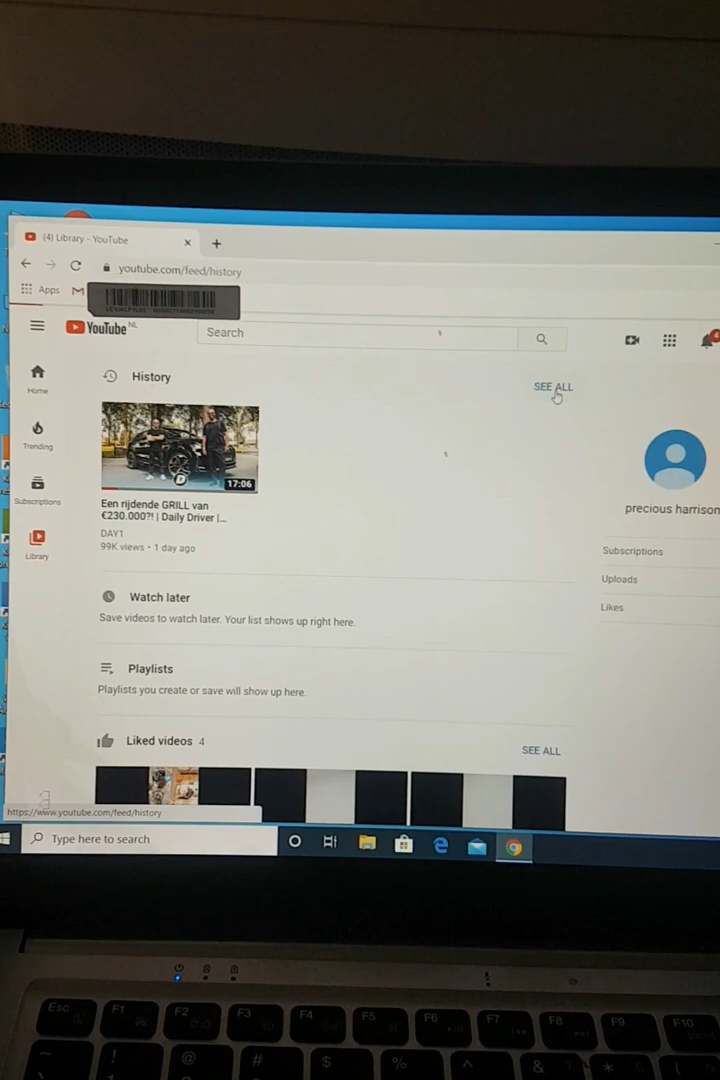 (4) Library - YouTube
youtube.com/feed/history
Apps
YouTube NL
Search
4
Home
Trending
Subscriptions
Library
History
SEE ALL
17:06
Een rijdende GRILL van
€230.000?! | Daily Driver |...
DAY1
99K views • 1 day ago
precious harrison
Subscriptions
Uploads
Likes
Watch later
Save videos to watch later. Your list shows up right here.
Playlists
Playlists you create or save will show up here.
Liked videos 4
SEE ALL
https://www.youtube.com/feed/history
Type here to search
Esc F1 F2 F3 F4 F5 F6 F7 F8 F9 F10
~ ! @ # $ % ^ & 7 * (